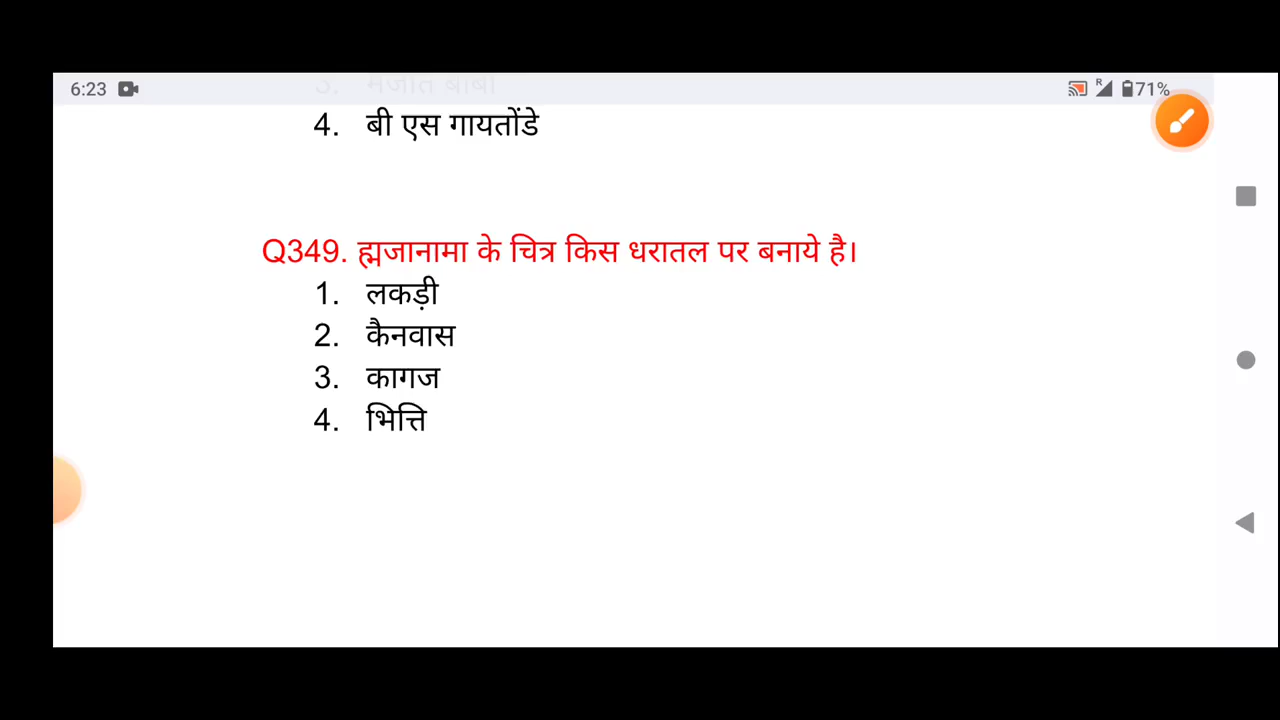 6:23
R
71%
4. बी एस गायतोंडे
Q349. ह्मजानामा के चित्र किस धरातल पर बनाये है।
1. लकड़ी
2. कैनवास
3. कागज
4. भित्ति